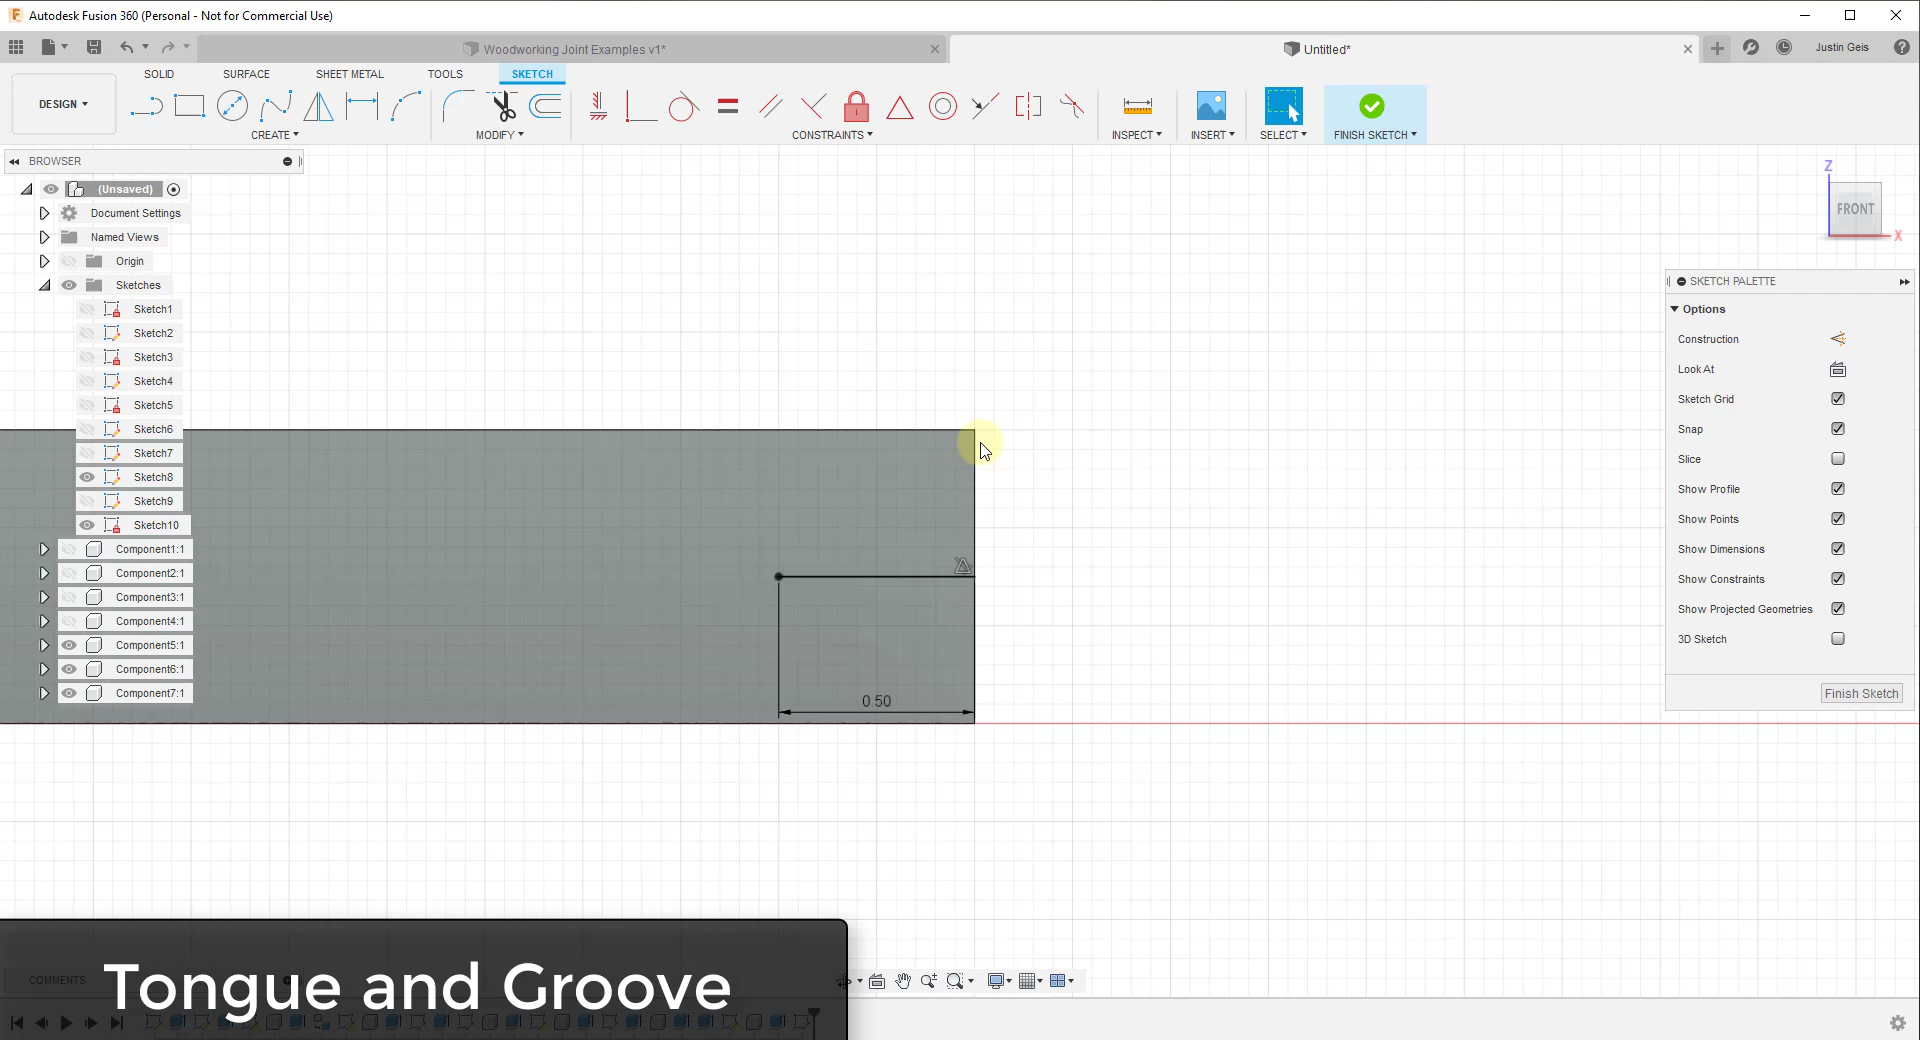 Autodesk Fusion 360 (Personal - Not for Commercial Use)
Woodworking Joint Examples v1*
Untitled*
Justin Geis
SOLID SURFACE SHEET METAL TOOLS SKETCH
DESIGN
CREATE MODIFY CONSTRAINTS INSPECT INSERT SELECT FINISH SKETCH
BROWSER
(Unsaved)
Document Settings
Named Views
Origin
Sketches
Sketch1
Sketch2
Sketch3
Sketch4
Sketch5
Sketch6
Sketch7
Sketch8
Sketch9
Sketch10
Component1:1
Component2:1
Component3:1
Component4:1
Component5:1
Component6:1
Component7:1
0.50
Z
FRONT
X
SKETCH PALETTE
Options
Construction
Look At
Sketch Grid
Snap
Slice
Show Profile
Show Points
Show Dimensions
Show Constraints
Show Projected Geometries
3D Sketch
Finish Sketch
COMMENTS
Tongue and Groove